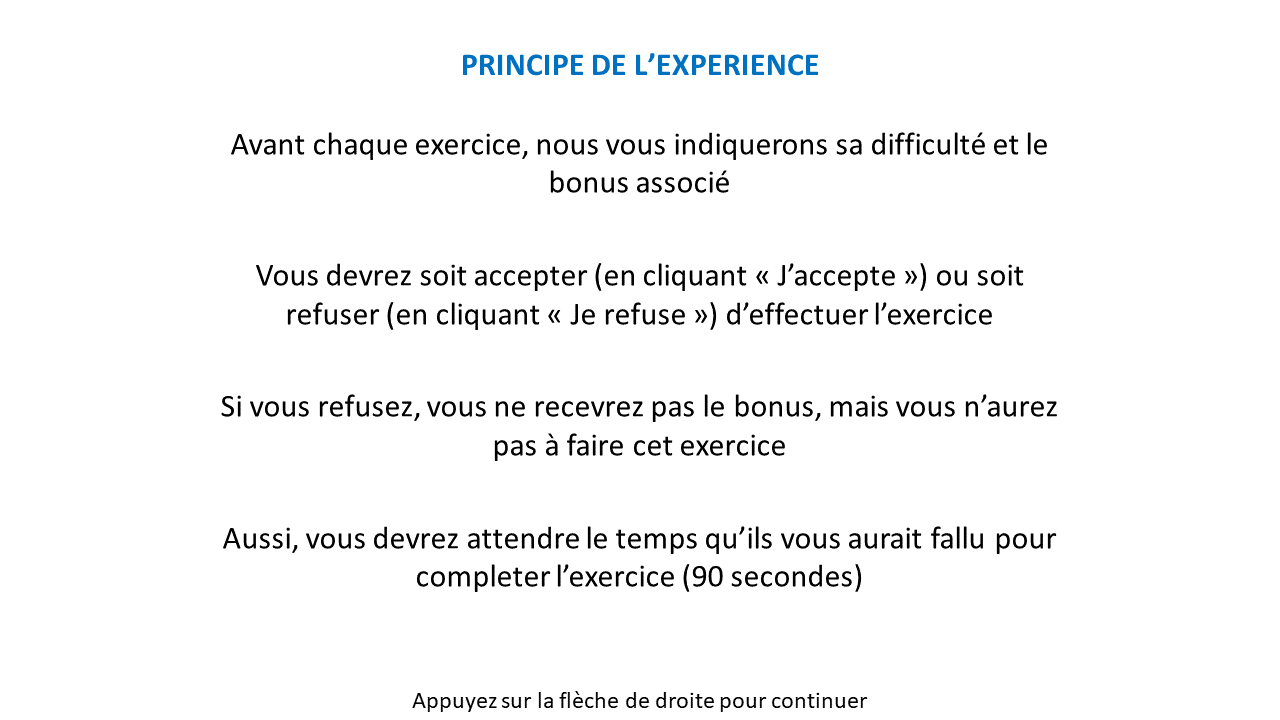 PRINCIPE DE L’EXPERIENCE
Avant chaque exercice, nous vous indiquerons sa difficulté et le
bonus associé
Vous devrez soit accepter (en cliquant « J’accepte ») ou soit
refuser (en cliquant « Je refuse ») d’effectuer l’exercice
Si vous refusez, vous ne recevrez pas le bonus, mais vous n’aurez
pas à faire cet exercice
Aussi, vous devrez attendre le temps qu’ils vous aurait fallu pour
completer l’exercice (90 secondes)
Appuyez sur la flèche de droite pour continuer